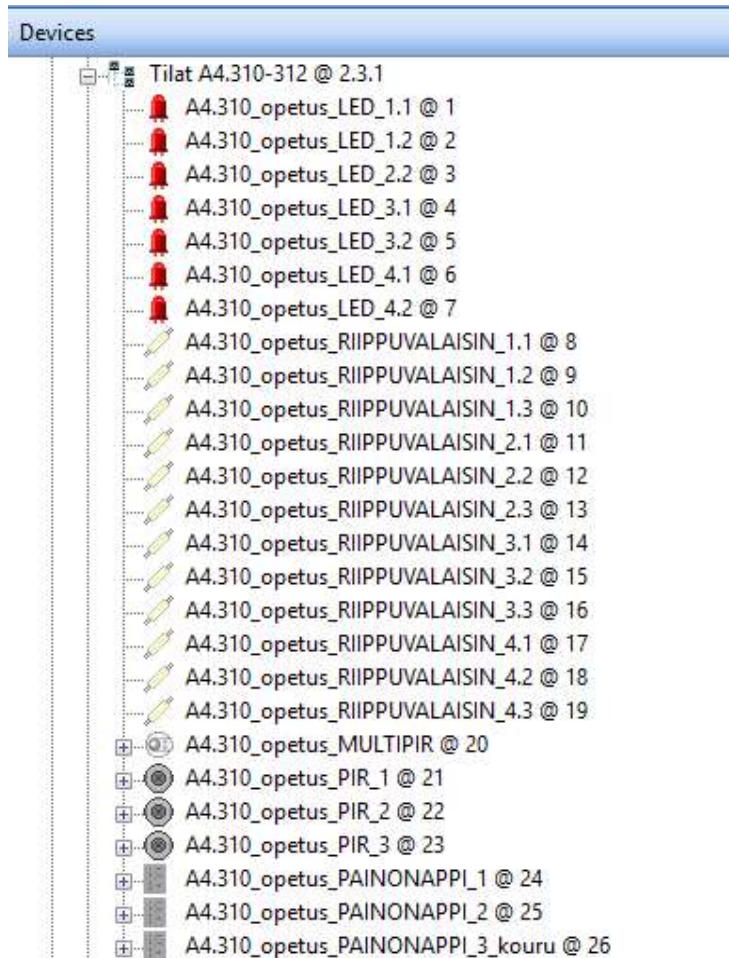 Devices
Tilat A4.310-312 @ 2.3.1
A4.310_opetus_LED_1.1 @ 1
A4.310_opetus_LED_1.2 @ 2
A4.310_opetus_LED_2.2 @ 3
A4.310_opetus_LED_3.1 @ 4
A4.310_opetus_LED_3.2 @ 5
A4.310_opetus_LED_4.1 @ 6
A4.310_opetus_LED_4.2 @ 7
A4.310_opetus_RIIPPUVALAISIN_1.1 @ 8
A4.310_opetus_RIIPPUVALAISIN_1.2 @ 9
A4.310_opetus_RIIPPUVALAISIN_1.3 @ 10
A4.310_opetus_RIIPPUVALAISIN_2.1 @ 11
A4.310_opetus_RIIPPUVALAISIN_2.2 @ 12
A4.310_opetus_RIIPPUVALAISIN_2.3 @ 13
A4.310_opetus_RIIPPUVALAISIN_3.1 @ 14
A4.310_opetus_RIIPPUVALAISIN_3.2 @ 15
A4.310_opetus_RIIPPUVALAISIN_3.3 @ 16
A4.310_opetus_RIIPPUVALAISIN_4.1 @ 17
A4.310_opetus_RIIPPUVALAISIN_4.2 @ 18
A4.310_opetus_RIIPPUVALAISIN_4.3 @ 19
A4.310_opetus_MULTIPIR @ 20
A4.310_opetus_PIR_1 @ 21
A4.310_opetus_PIR_2 @ 22
A4.310_opetus_PIR_3 @ 23
A4.310_opetus_PAINONAPPI_1 @ 24
A4.310_opetus_PAINONAPPI_2 @ 25
A4.310_opetus_PAINONAPPI_3_kouru @ 26